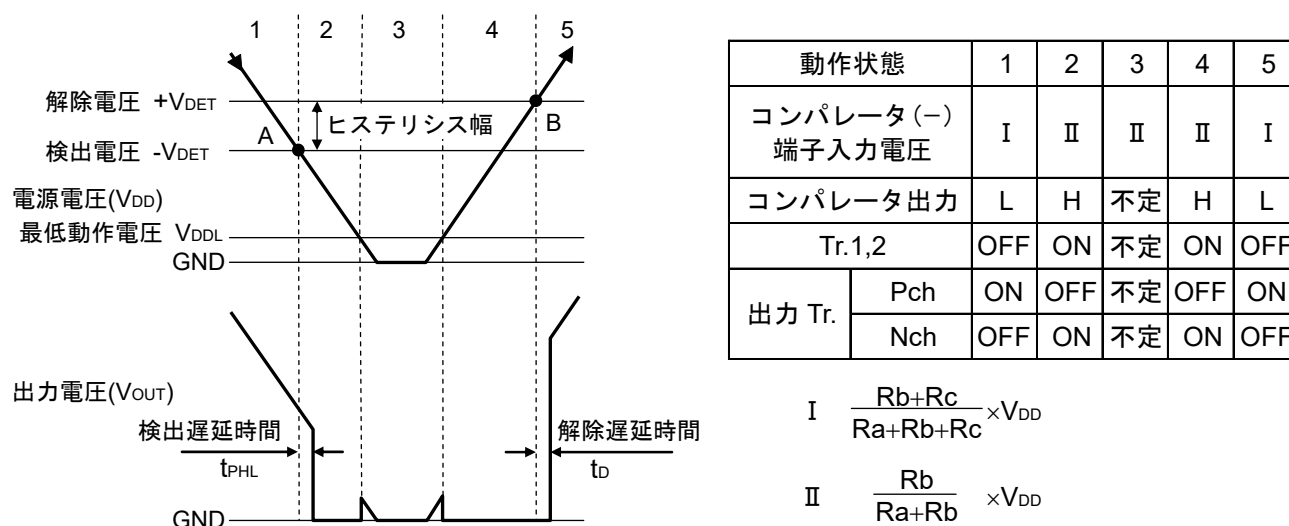 1 2 3 4 5
解除電圧 +VDET
検出電圧 -VDET
A
ヒステリシス幅
B
電源電圧(VDD)
最低動作電圧 VDDL
GND
出力電圧(VOUT)
検出遅延時間
tPHL
解除遅延時間
tD
GND
動作状態 1 2 3 4 5
コンパレータ(−)
端子入力電圧 Ⅰ Ⅱ Ⅱ Ⅱ Ⅰ
コンパレータ出力 L H 不定 H L
Tr.1,2 OFF ON 不定 ON OFF
出力 Tr. Pch ON OFF 不定 OFF ON
Nch OFF ON 不定 ON OFF
Ⅰ Rb+Rc
Ra+Rb+Rc ×VDD
Ⅱ Rb
Ra+Rb ×VDD